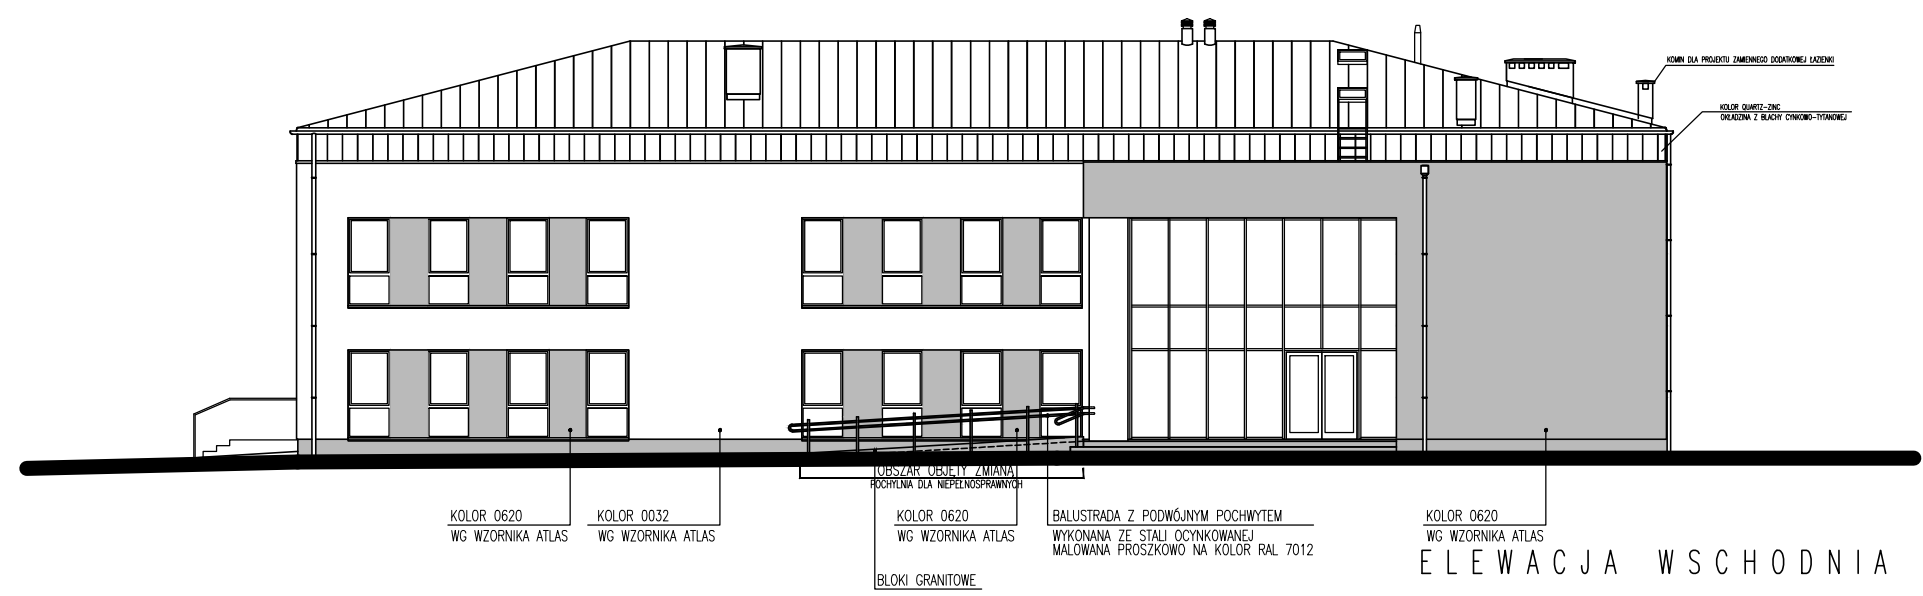 KOMIN DLA PROJEKTU ZAMIENNEGO DODATKOWEJ ŁAZIENKI
KOLOR QUARTZ-ZINC
OKŁADZINA Z BLACHY CYNKOWO-TYTANOWEJ
OBSZAR OBJĘTY ZMIANĄ
POCHYLNIA DLA NIEPEŁNOSPRAWNYCH
KOLOR 0620
WG WZORNIKA ATLAS
KOLOR 0032
WG WZORNIKA ATLAS
KOLOR 0620
WG WZORNIKA ATLAS
BALUSTRADA Z PODWÓJNYM POCHWYTEM
WYKONANA ZE STALI OCYNKOWANEJ
MALOWANA PROSZKOWO NA KOLOR RAL 7012
KOLOR 0620
WG WZORNIKA ATLAS
BLOKI GRANITOWE
ELEWACJA WSCHODNIA